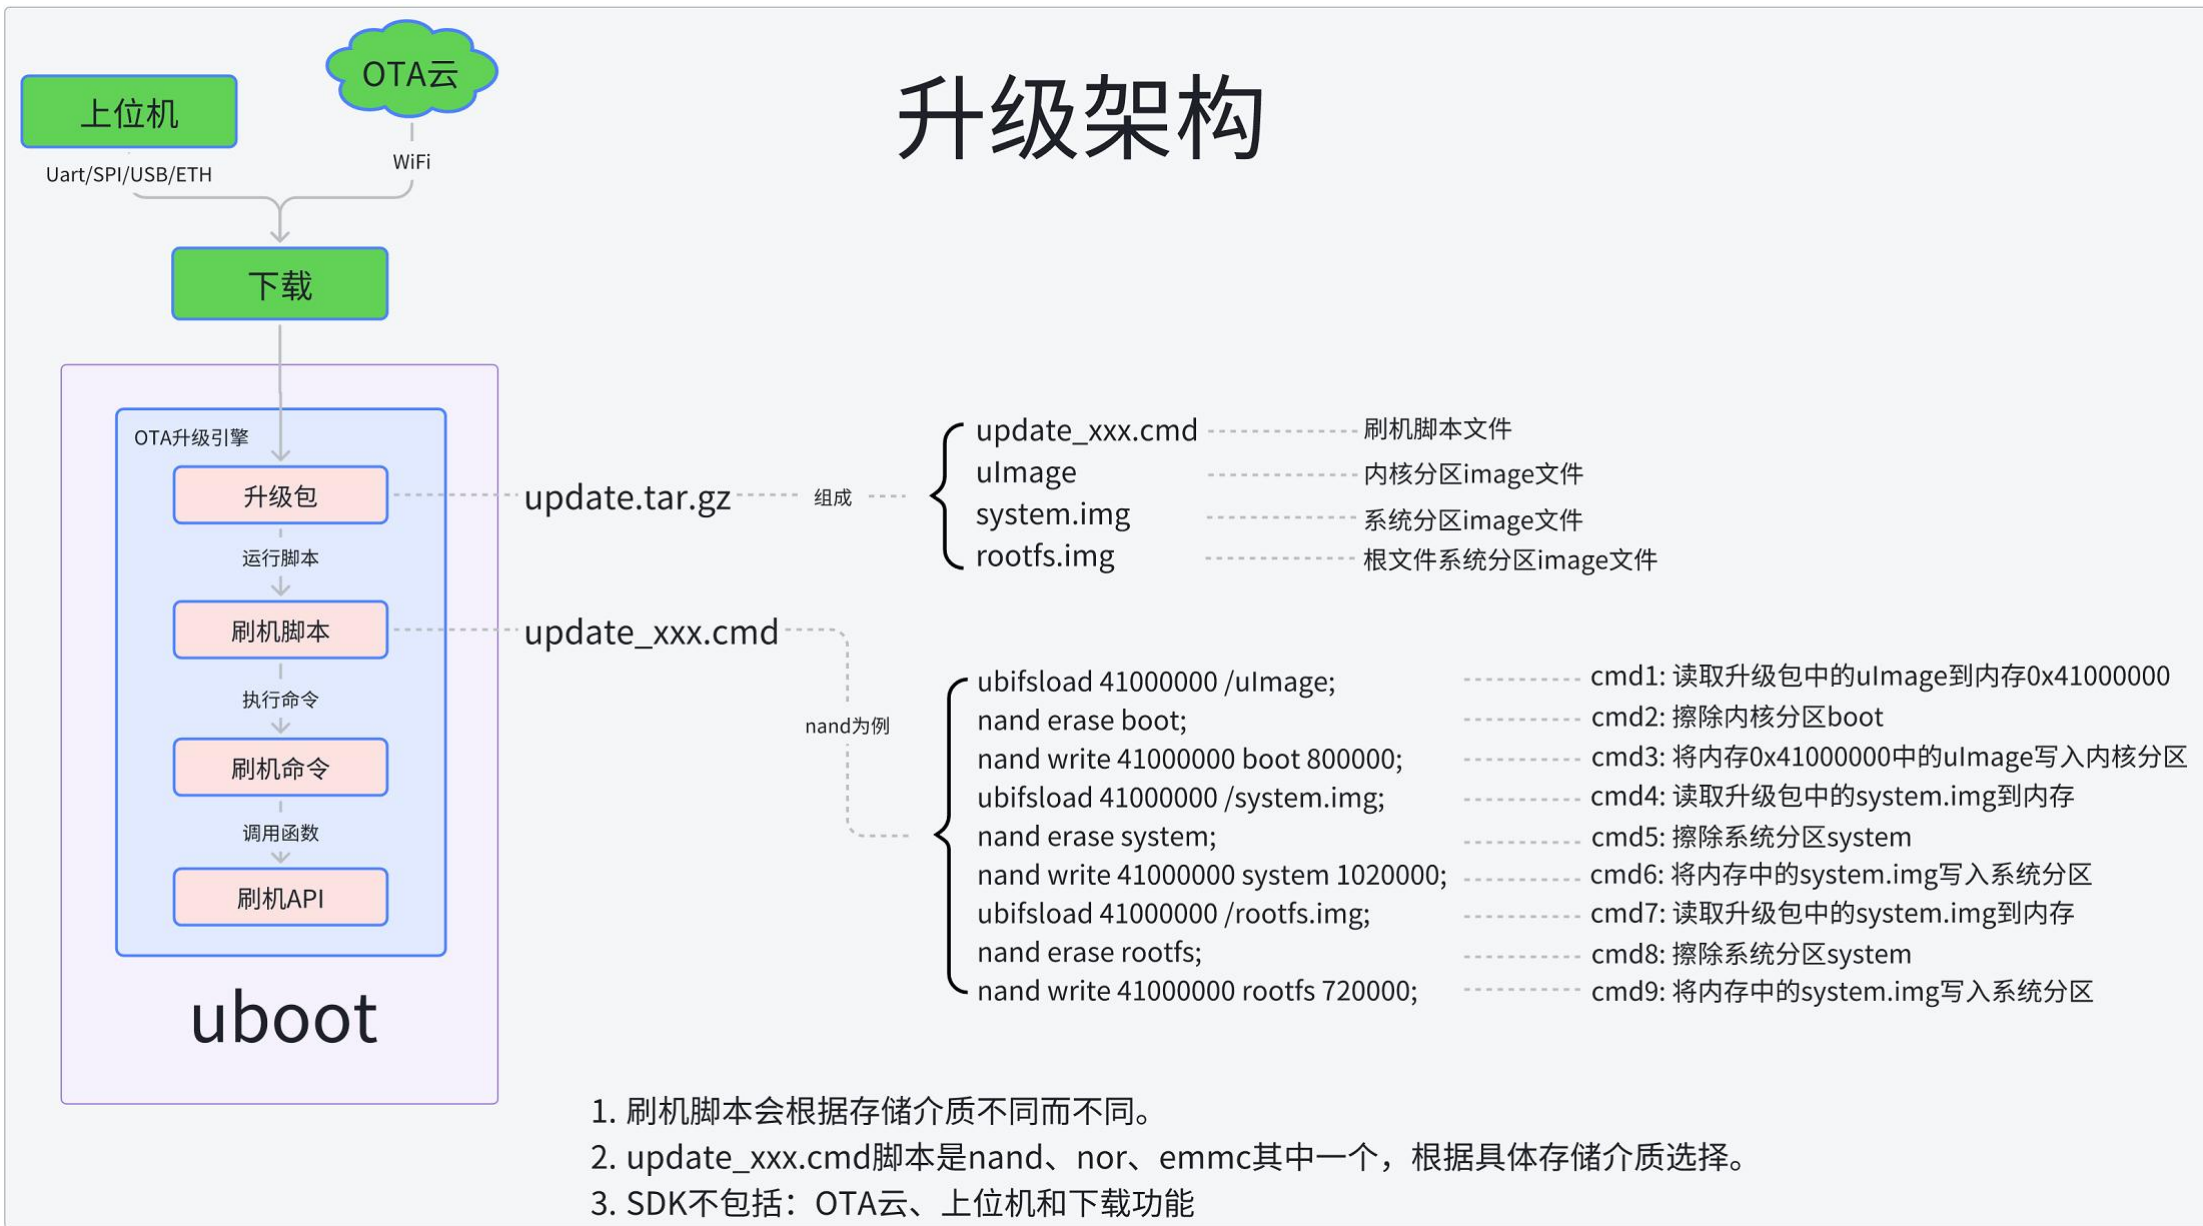 升级架构
OTA云
上位机
Uart/SPI/USB/ETH
WiFi
下载
OTA升级引擎
升级包
运行脚本
刷机脚本
执行命令
刷机命令
调用函数
刷机API
uboot
update.tar.gz
组成
update_xxx.cmd 刷机脚本文件
uImage 内核分区image文件
system.img 系统分区image文件
rootfs.img 根文件系统分区image文件
update_xxx.cmd
nand为例
ubifsload 41000000 /uImage; cmd1: 读取升级包中的uImage到内存0x41000000
nand erase boot; cmd2: 擦除内核分区boot
nand write 41000000 boot 800000; cmd3: 将内存0x41000000中的uImage写入内核分区
ubifsload 41000000 /system.img; cmd4: 读取升级包中的system.img到内存
nand erase system; cmd5: 擦除系统分区system
nand write 41000000 system 1020000; cmd6: 将内存中的system.img写入系统分区
ubifsload 41000000 /rootfs.img; cmd7: 读取升级包中的system.img到内存
nand erase rootfs; cmd8: 擦除系统分区system
nand write 41000000 rootfs 720000; cmd9: 将内存中的system.img写入系统分区
1. 刷机脚本会根据存储介质不同而不同。
2. update_xxx.cmd脚本是nand、nor、emmc其中一个，根据具体存储介质选择。
3. SDK不包括：OTA云、上位机和下载功能